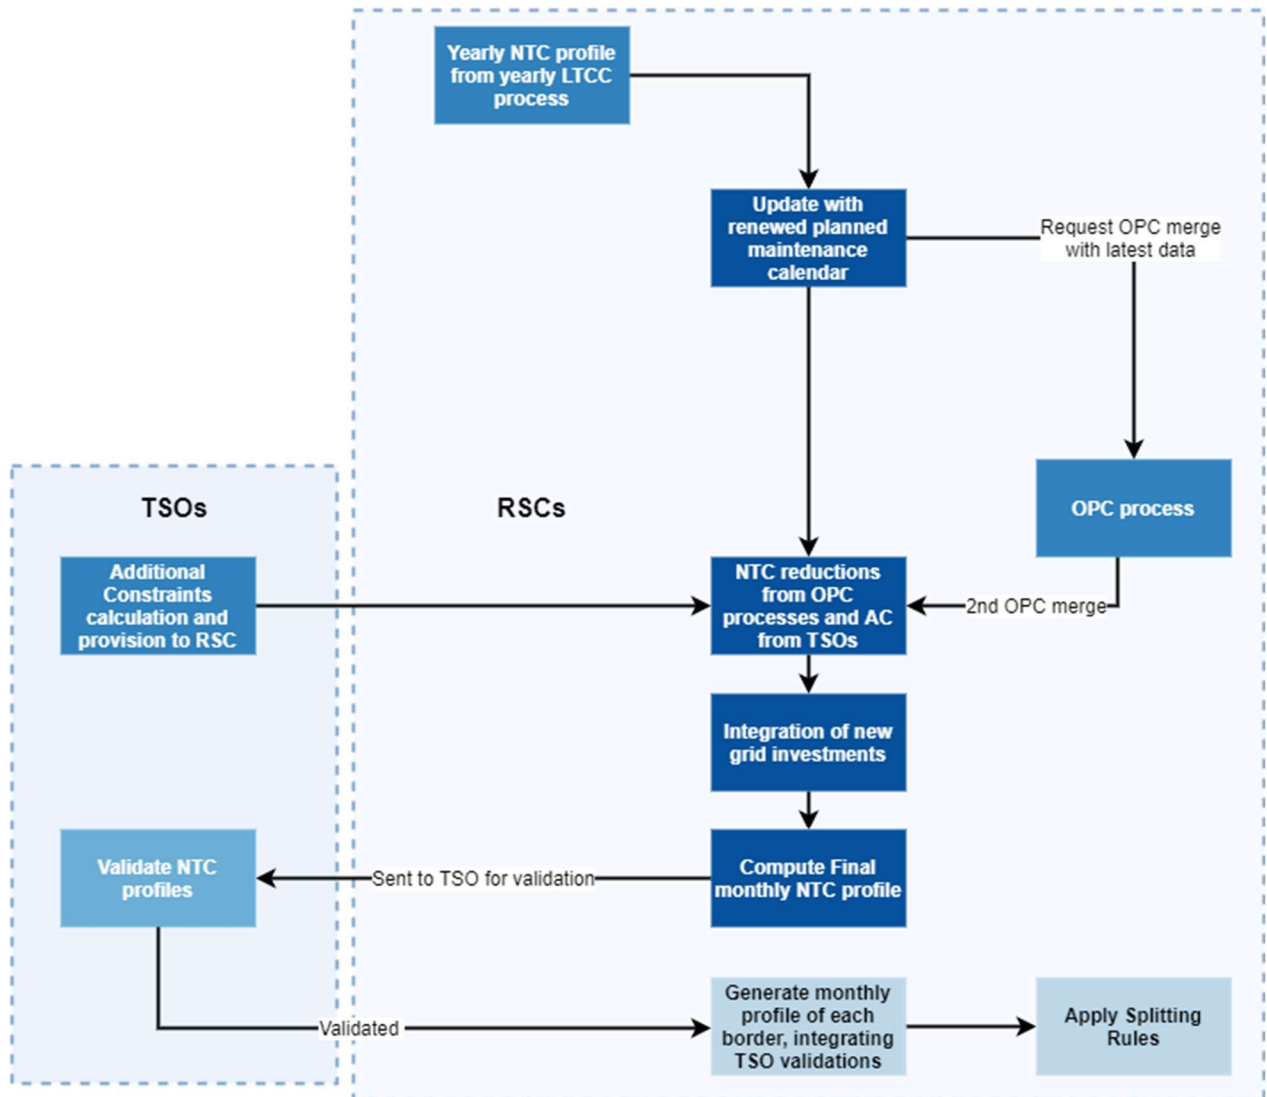 Yearly NTC profile
from yearly LTCC
process
Update with
renewed planned
maintenance
calendar
Request OPC merge
with latest data
TSOs
RSCs
OPC process
Additional
Constraints
calculation and
provision to RSC
NTC reductions
from OPC
processes and AC
from TSOs
2nd OPC merge
Integration of new
grid investments
Validate NTC
profiles
Sent to TSO for validation
Compute Final
monthly NTC profile
Validated
Generate monthly
profile of each
border, integrating
TSO validations
Apply Splitting
Rules